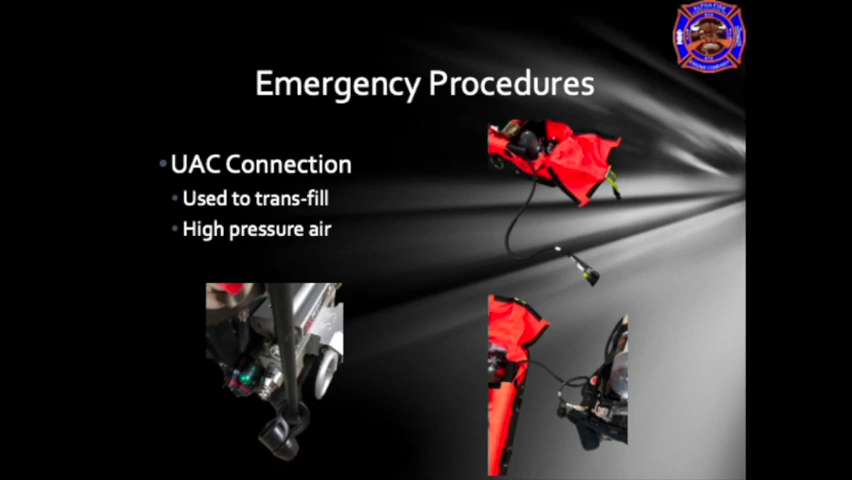 Emergency Procedures
UAC Connection
Used to trans-fill
High pressure air